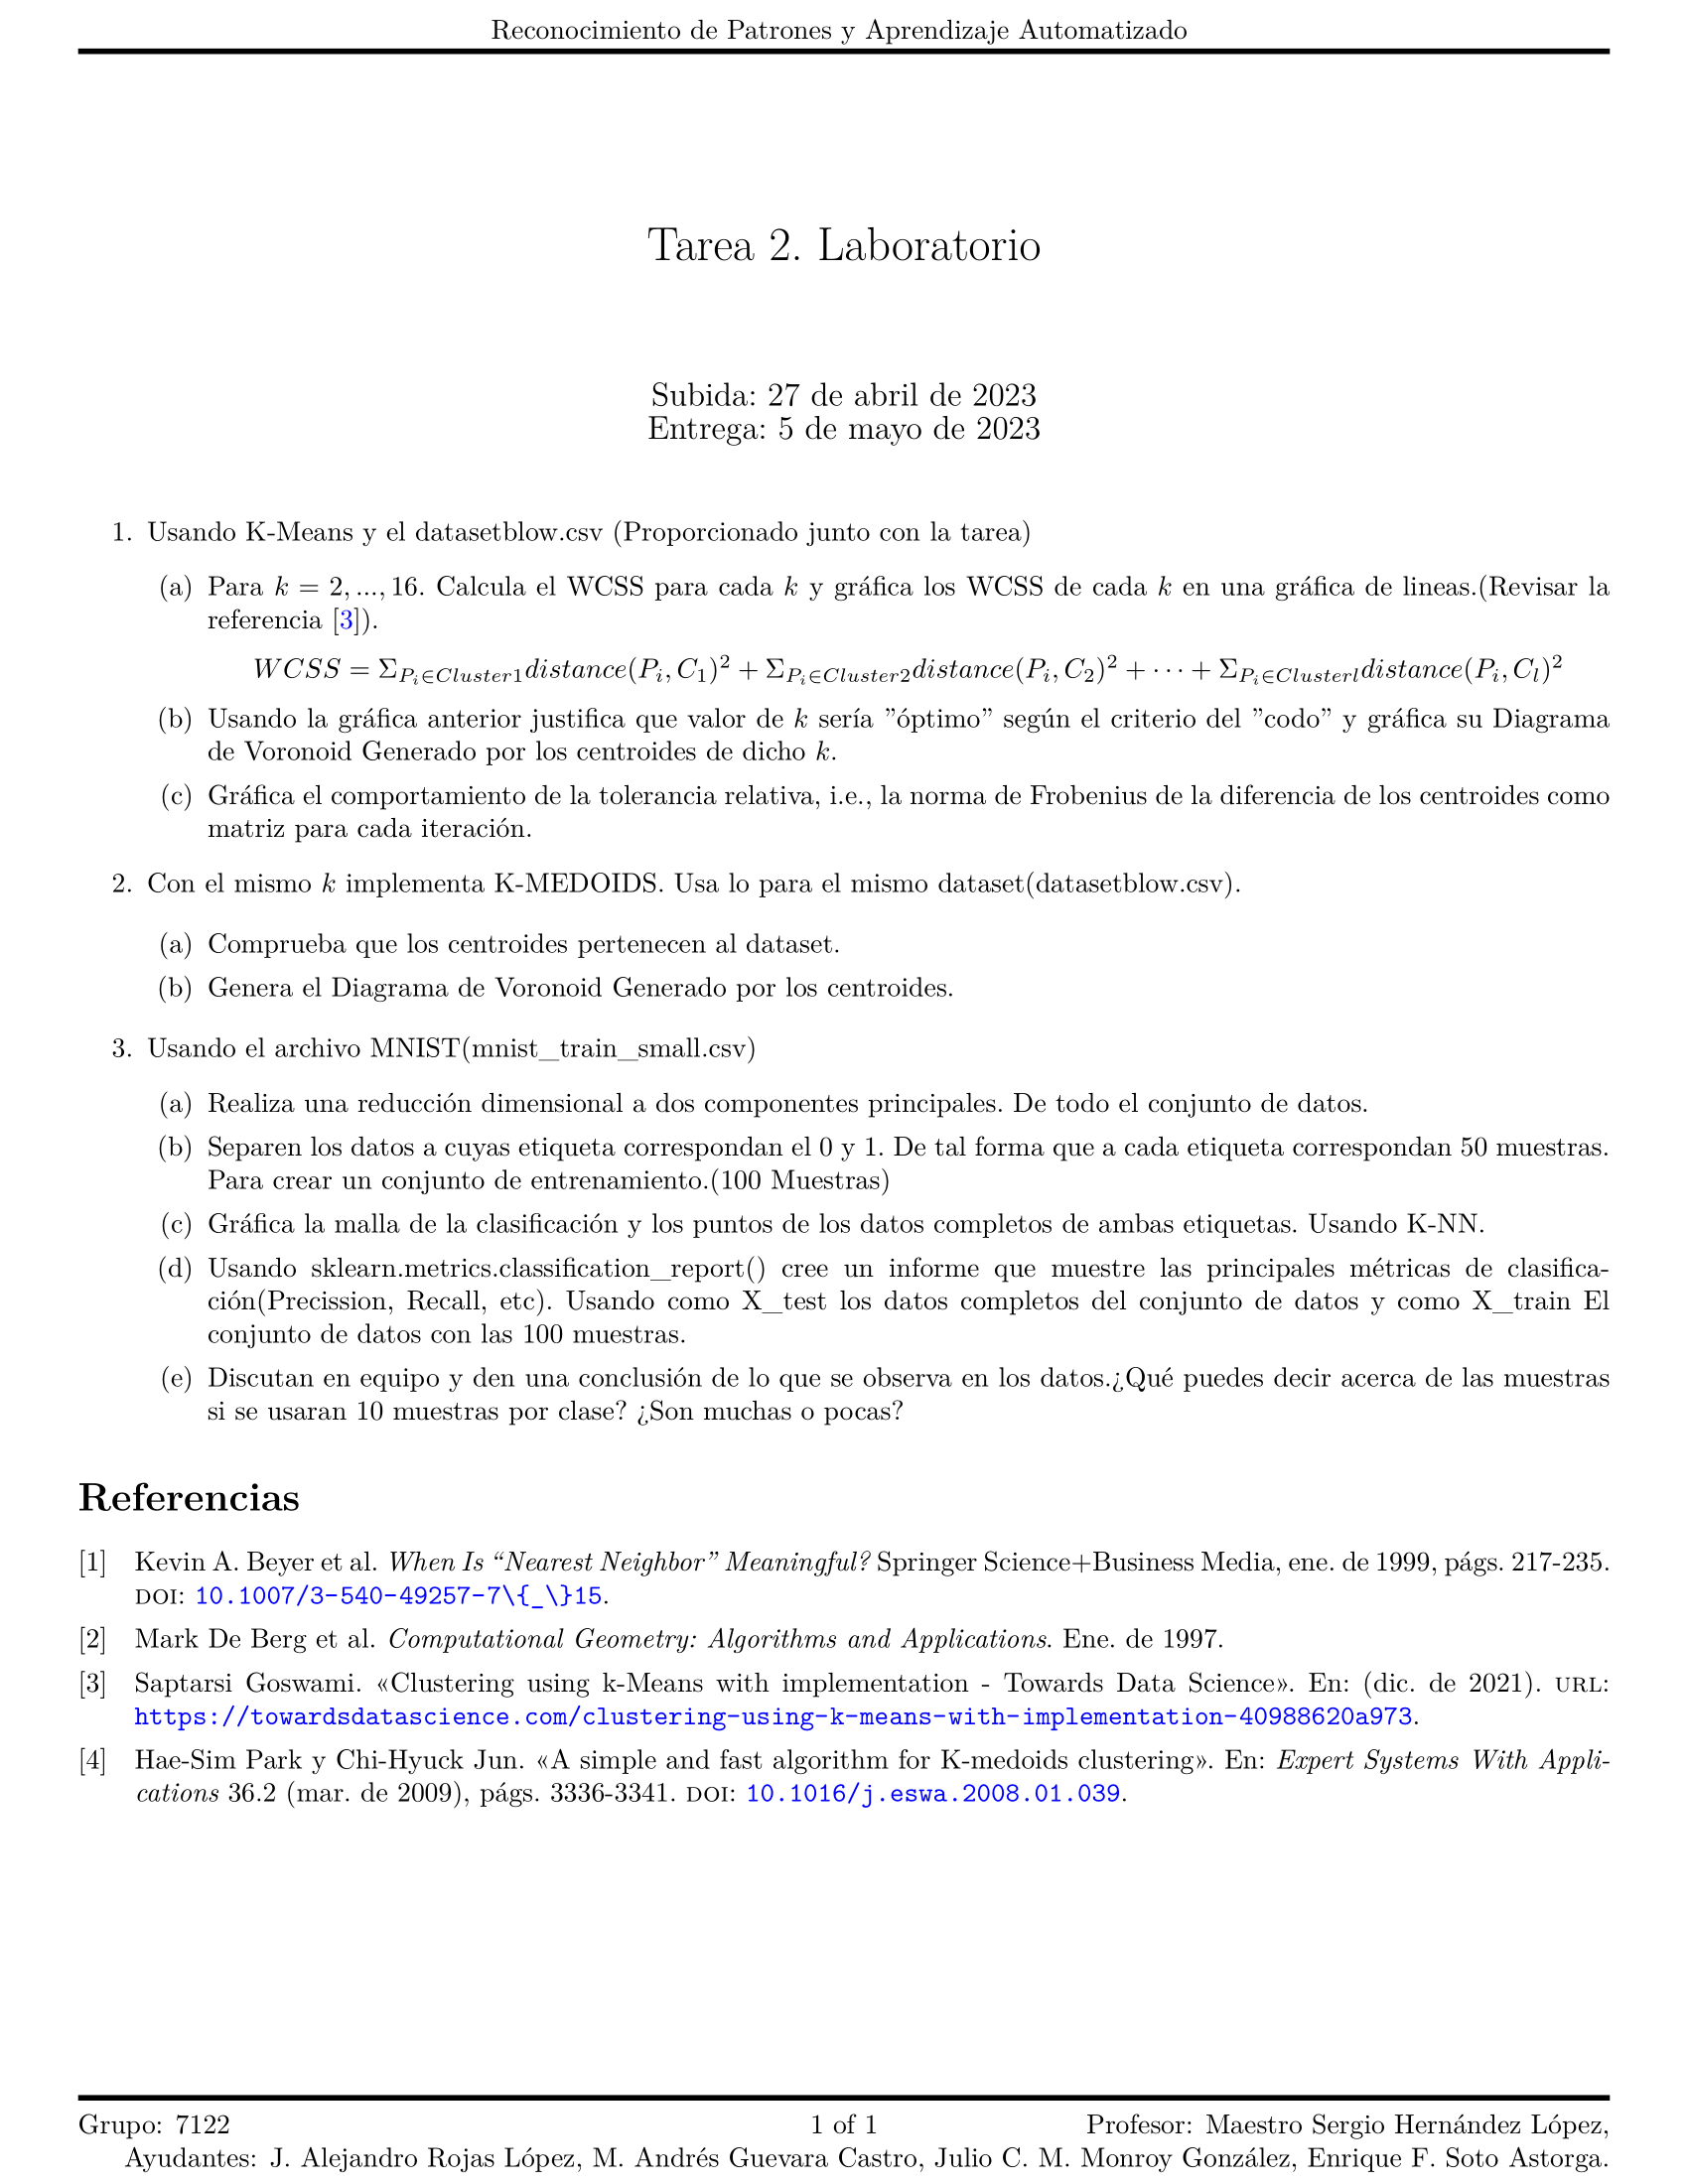 Reconocimiento de Patrones y Aprendizaje Automatizado
Tarea 2. Laboratorio
Subida: 27 de abril de 2023
Entrega: 5 de mayo de 2023
1. Usando K-Means y el datasetblow.csv (Proporcionado junto con la tarea)
(a) Para k = 2, ..., 16. Calcula el WCSS para cada k y gráfica los WCSS de cada k en una gráfica de lineas.(Revisar la
referencia [3]).
WCSS = Σ_{P_i∈Cluster1}distance(P_i, C_1)^2 + Σ_{P_i∈Cluster2}distance(P_i, C_2)^2 + ··· + Σ_{P_i∈Clusterl}distance(P_i, C_l)^2
(b) Usando la gráfica anterior justifica que valor de k sería ”óptimo” según el criterio del ”codo” y gráfica su Diagrama
de Voronoid Generado por los centroides de dicho k.
(c) Gráfica el comportamiento de la tolerancia relativa, i.e., la norma de Frobenius de la diferencia de los centroides como
matriz para cada iteración.
2. Con el mismo k implementa K-MEDOIDS. Usa lo para el mismo dataset(datasetblow.csv).
(a) Comprueba que los centroides pertenecen al dataset.
(b) Genera el Diagrama de Voronoid Generado por los centroides.
3. Usando el archivo MNIST(mnist_train_small.csv)
(a) Realiza una reducción dimensional a dos componentes principales. De todo el conjunto de datos.
(b) Separen los datos a cuyas etiqueta correspondan el 0 y 1. De tal forma que a cada etiqueta correspondan 50 muestras.
Para crear un conjunto de entrenamiento.(100 Muestras)
(c) Gráfica la malla de la clasificación y los puntos de los datos completos de ambas etiquetas. Usando K-NN.
(d) Usando sklearn.metrics.classification_report() cree un informe que muestre las principales métricas de clasifica-
ción(Precission, Recall, etc). Usando como X_test los datos completos del conjunto de datos y como X_train El
conjunto de datos con las 100 muestras.
(e) Discutan en equipo y den una conclusión de lo que se observa en los datos.¿Qué puedes decir acerca de las muestras
si se usaran 10 muestras por clase? ¿Son muchas o pocas?
Referencias
[1] Kevin A. Beyer et al. When Is “Nearest Neighbor” Meaningful? Springer Science+Business Media, ene. de 1999, págs. 217-235.
DOI: 10.1007/3-540-49257-7\{_\}15.
[2] Mark De Berg et al. Computational Geometry: Algorithms and Applications. Ene. de 1997.
[3] Saptarsi Goswami. «Clustering using k-Means with implementation - Towards Data Science». En: (dic. de 2021). URL:
https://towardsdatascience.com/clustering-using-k-means-with-implementation-40988620a973.
[4] Hae-Sim Park y Chi-Hyuck Jun. «A simple and fast algorithm for K-medoids clustering». En: Expert Systems With Appli-
cations 36.2 (mar. de 2009), págs. 3336-3341. DOI: 10.1016/j.eswa.2008.01.039.
Grupo: 7122 1 of 1 Profesor: Maestro Sergio Hernández López,
Ayudantes: J. Alejandro Rojas López, M. Andrés Guevara Castro, Julio C. M. Monroy González, Enrique F. Soto Astorga.